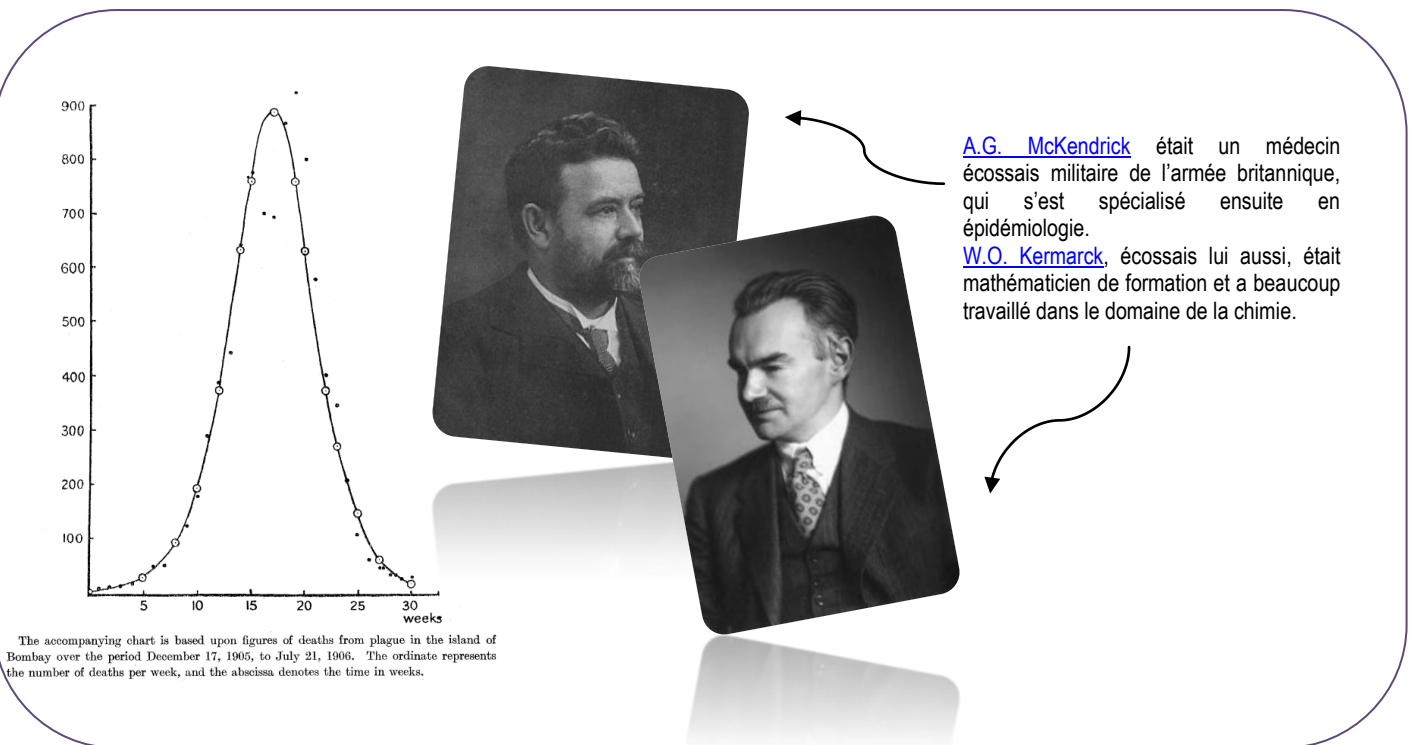 900
800
700
600
500
400
300
200
100
5 10 15 20 25 30
weeks
The accompanying chart is based upon figures of deaths from plague in the island of
Bombay over the period December 17, 1905, to July 21, 1906. The ordinate represents
the number of deaths per week, and the abscissa denotes the time in weeks.
A.G. McKendrick était un médecin
écossais militaire de l’armée britannique,
qui s’est spécialisé ensuite en
épidémiologie.
W.O. Kermarck, écossais lui aussi, était
mathématicien de formation et a beaucoup
travaillé dans le domaine de la chimie.